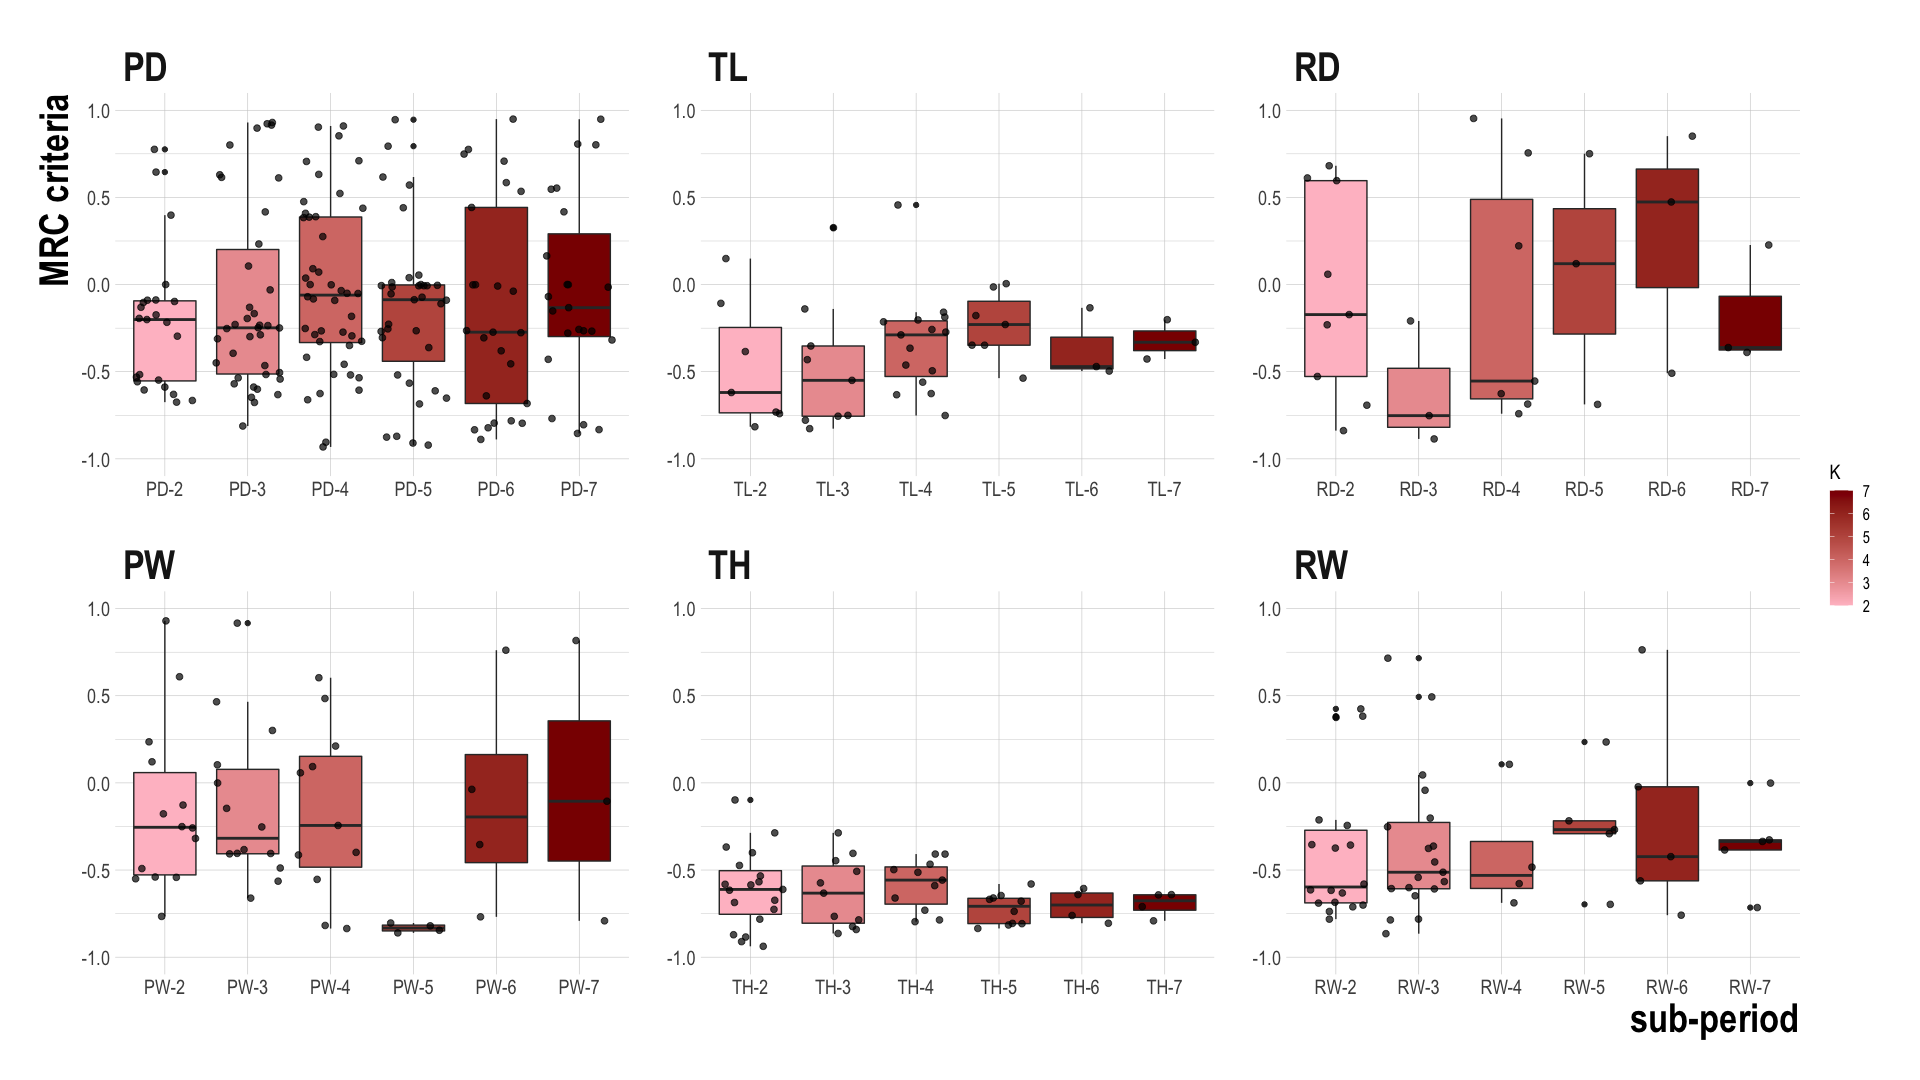 PD
TL
RD
MRC criteria
1.0
0.5
0.0
-0.5
-1.0
PD-2 PD-3 PD-4 PD-5 PD-6 PD-7
1.0
0.5
0.0
-0.5
-1.0
TL-2 TL-3 TL-4 TL-5 TL-6 TL-7
1.0
0.5
0.0
-0.5
-1.0
RD-2 RD-3 RD-4 RD-5 RD-6 RD-7
K
7
6
5
4
3
2
PW
TH
RW
1.0
0.5
0.0
-0.5
-1.0
PW-2 PW-3 PW-4 PW-5 PW-6 PW-7
1.0
0.5
0.0
-0.5
-1.0
TH-2 TH-3 TH-4 TH-5 TH-6 TH-7
1.0
0.5
0.0
-0.5
-1.0
RW-2 RW-3 RW-4 RW-5 RW-6 RW-7
sub-period